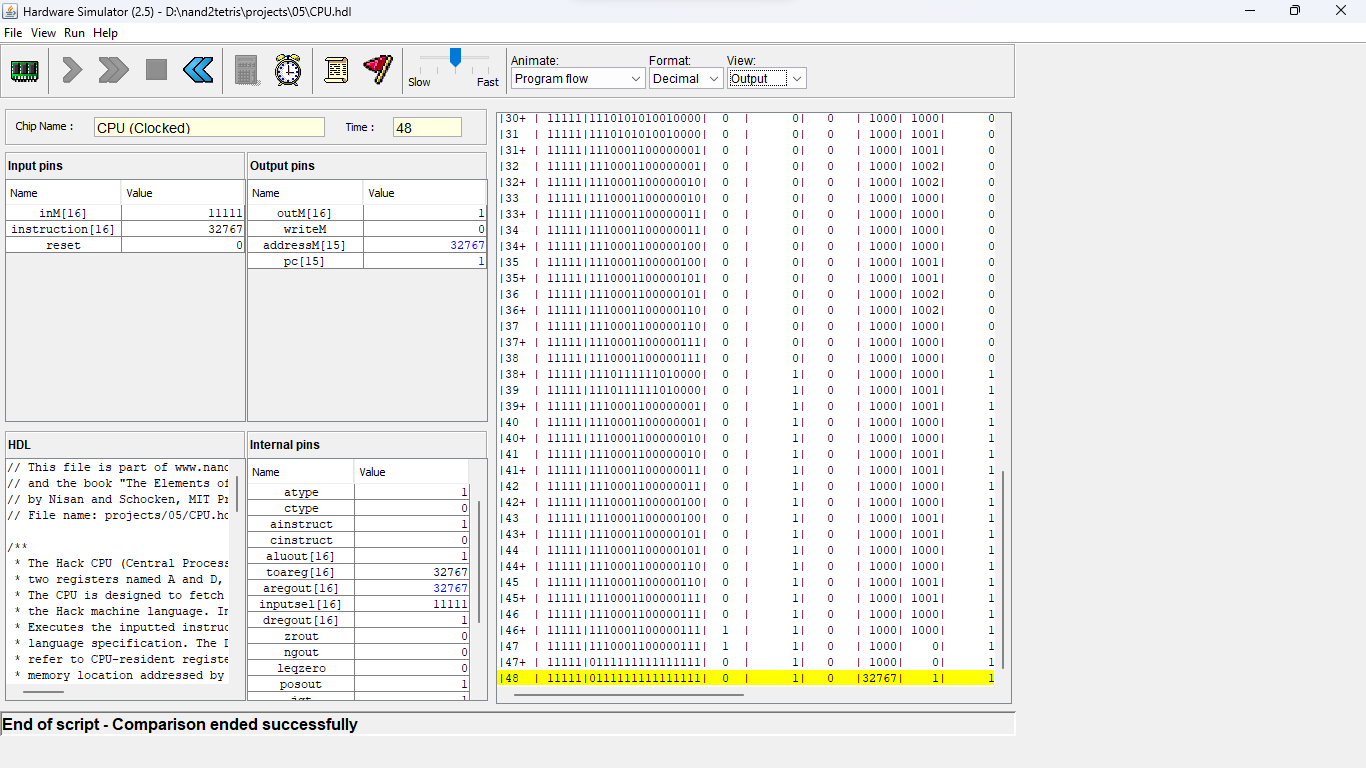 Hardware Simulator (2.5) - D:\nand2tetris\projects\05\CPU.hdl
File View Run Help
Slow Fast
Animate: Format: View:
Program flow Decimal Output
Chip Name : CPU (Clocked) Time : 48
Input pins
Name Value
inM[16] 11111
instruction[16] 32767
reset 0
Output pins
Name Value
outM[16] 1
writeM 0
addressM[15] 32767
pc[15] 1
HDL
// This file is part of www.nand
// and the book "The Elements of
// by Nisan and Schocken, MIT Pr
// File name: projects/05/CPU.hd
/**
* The Hack CPU (Central Process
* two registers named A and D,
* The CPU is designed to fetch
* the Hack machine language. In
* Executes the inputted instruc
* language specification. The D
* refer to CPU-resident registe
* memory location addressed by
Internal pins
Name Value
atype 1
ctype 0
ainstruct 1
cinstruct 0
aluout[16] 1
toareg[16] 32767
aregout[16] 32767
inputsel[16] 11111
dregout[16] 1
zrout 0
ngout 0
leqzero 0
posout 1
jgt 1
|30+ | 11111|1110101010010000| 0 | 0| 0 | 1000| 1000| 0
|31 | 11111|1110101010010000| 0 | 0| 0 | 1000| 1001| 0
|31+ | 11111|1110001100000001| 0 | 0| 0 | 1000| 1001| 0
|32 | 11111|1110001100000001| 0 | 0| 0 | 1000| 1002| 0
|32+ | 11111|1110001100000010| 0 | 0| 0 | 1000| 1002| 0
|33 | 11111|1110001100000010| 0 | 0| 0 | 1000| 1000| 0
|33+ | 11111|1110001100000011| 0 | 0| 0 | 1000| 1000| 0
|34 | 11111|1110001100000011| 0 | 0| 0 | 1000| 1000| 0
|34+ | 11111|1110001100000100| 0 | 0| 0 | 1000| 1000| 0
|35 | 11111|1110001100000100| 0 | 0| 0 | 1000| 1001| 0
|35+ | 11111|1110001100000101| 0 | 0| 0 | 1000| 1001| 0
|36 | 11111|1110001100000101| 0 | 0| 0 | 1000| 1002| 0
|36+ | 11111|1110001100000110| 0 | 0| 0 | 1000| 1002| 0
|37 | 11111|1110001100000110| 0 | 0| 0 | 1000| 1000| 0
|37+ | 11111|1110001100000111| 0 | 0| 0 | 1000| 1000| 0
|38 | 11111|1110001100000111| 0 | 0| 0 | 1000| 1000| 0
|38+ | 11111|1110111111010000| 0 | 1| 0 | 1000| 1000| 1
|39 | 11111|1110111111010000| 0 | 1| 0 | 1000| 1001| 1
|39+ | 11111|1110001100000001| 0 | 1| 0 | 1000| 1001| 1
|40 | 11111|1110001100000001| 0 | 1| 0 | 1000| 1000| 1
|40+ | 11111|1110001100000010| 0 | 1| 0 | 1000| 1000| 1
|41 | 11111|1110001100000010| 0 | 1| 0 | 1000| 1001| 1
|41+ | 11111|1110001100000011| 0 | 1| 0 | 1000| 1001| 1
|42 | 11111|1110001100000011| 0 | 1| 0 | 1000| 1000| 1
|42+ | 11111|1110001100000100| 0 | 1| 0 | 1000| 1000| 1
|43 | 11111|1110001100000100| 0 | 1| 0 | 1000| 1001| 1
|43+ | 11111|1110001100000101| 0 | 1| 0 | 1000| 1001| 1
|44 | 11111|1110001100000101| 0 | 1| 0 | 1000| 1000| 1
|44+ | 11111|1110001100000110| 0 | 1| 0 | 1000| 1000| 1
|45 | 11111|1110001100000110| 0 | 1| 0 | 1000| 1001| 1
|45+ | 11111|1110001100000111| 0 | 1| 0 | 1000| 1001| 1
|46 | 11111|1110001100000111| 0 | 1| 0 | 1000| 1000| 1
|46+ | 11111|1110001100000111| 1 | 1| 0 | 1000| 1000| 1
|47 | 11111|1110001100000111| 1 | 1| 0 | 1000| 0| 1
|47+ | 11111|0111111111111111| 0 | 1| 0 | 1000| 0| 1
|48 | 11111|0111111111111111| 0 | 1| 0 |32767| 1| 1
End of script - Comparison ended successfully